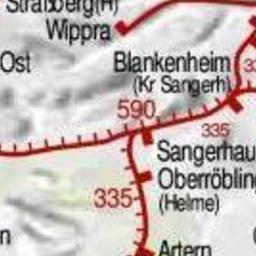 Wippra
Ost
Blankenheim
(Kr Sangerh)
590
335
Sangerhau
Oberröbling
335
(Helme)
n
Artern